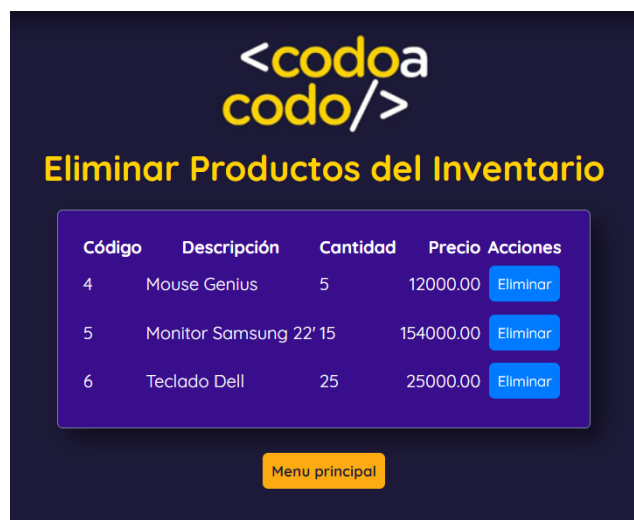 <codoa
codo/>
Eliminar Productos del Inventario
Código Descripción Cantidad Precio Acciones
4 Mouse Genius 5 12000.00 Eliminar
5 Monitor Samsung 22' 15 154000.00 Eliminar
6 Teclado Dell 25 25000.00 Eliminar
Menu principal